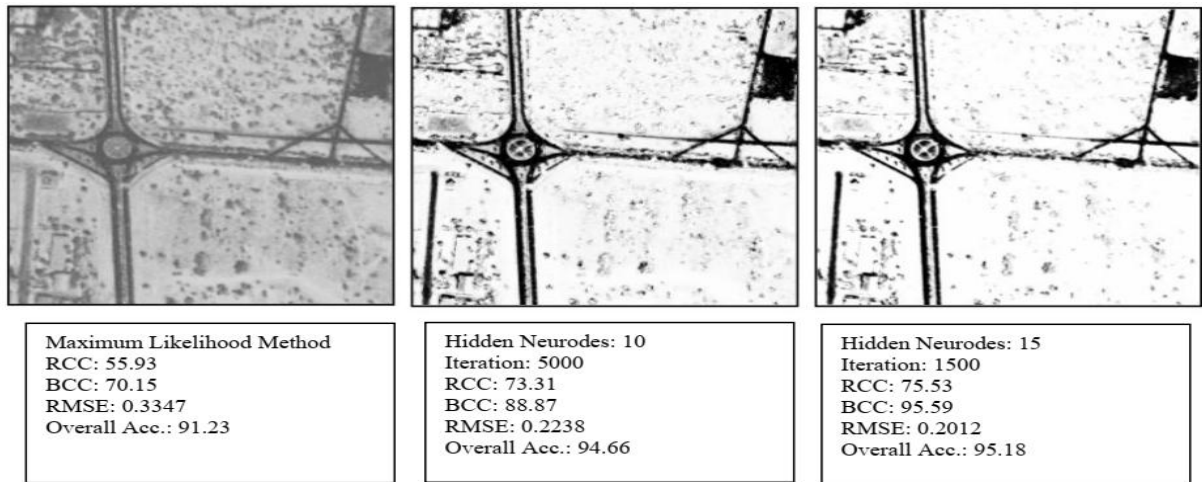 Maximum Likelihood Method
RCC: 55.93
BCC: 70.15
RMSE: 0.3347
Overall Acc.: 91.23
Hidden Neurodes: 10
Iteration: 5000
RCC: 73.31
BCC: 88.87
RMSE: 0.2238
Overall Acc.: 94.66
Hidden Neurodes: 15
Iteration: 1500
RCC: 75.53
BCC: 95.59
RMSE: 0.2012
Overall Acc.: 95.18